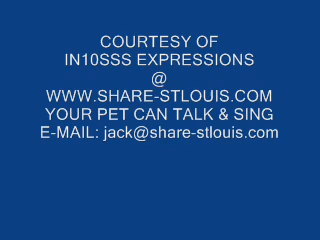 COURTESY OF
IN10SSS EXPRESSIONS
@
WWW.SHARE-STLOUIS.COM
YOUR PET CAN TALK & SING
E-MAIL: jack@share-stlouis.com